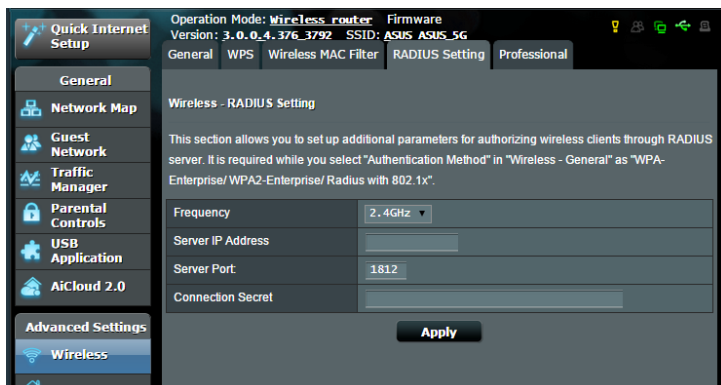 Quick Internet
Setup
Operation Mode: Wireless router Firmware
Version: 3.0.0.4.376_3792 SSID: ASUS ASUS_5G
General WPS Wireless MAC Filter RADIUS Setting Professional
General
Network Map
Guest
Network
Traffic
Manager
Parental
Controls
USB
Application
AiCloud 2.0
Advanced Settings
Wireless
Wireless - RADIUS Setting
This section allows you to set up additional parameters for authorizing wireless clients through RADIUS
server. It is required while you select "Authentication Method" in "Wireless - General" as "WPA-
Enterprise/ WPA2-Enterprise/ Radius with 802.1x".
Frequency 2.4GHz
Server IP Address
Server Port 1812
Connection Secret
Apply